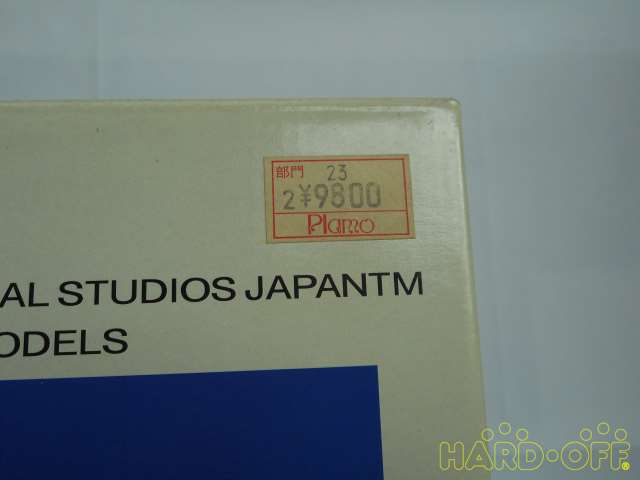 部門 23
2¥9800
Plamo
AL STUDIOS JAPANTM
ODELS
HARD-OFF®